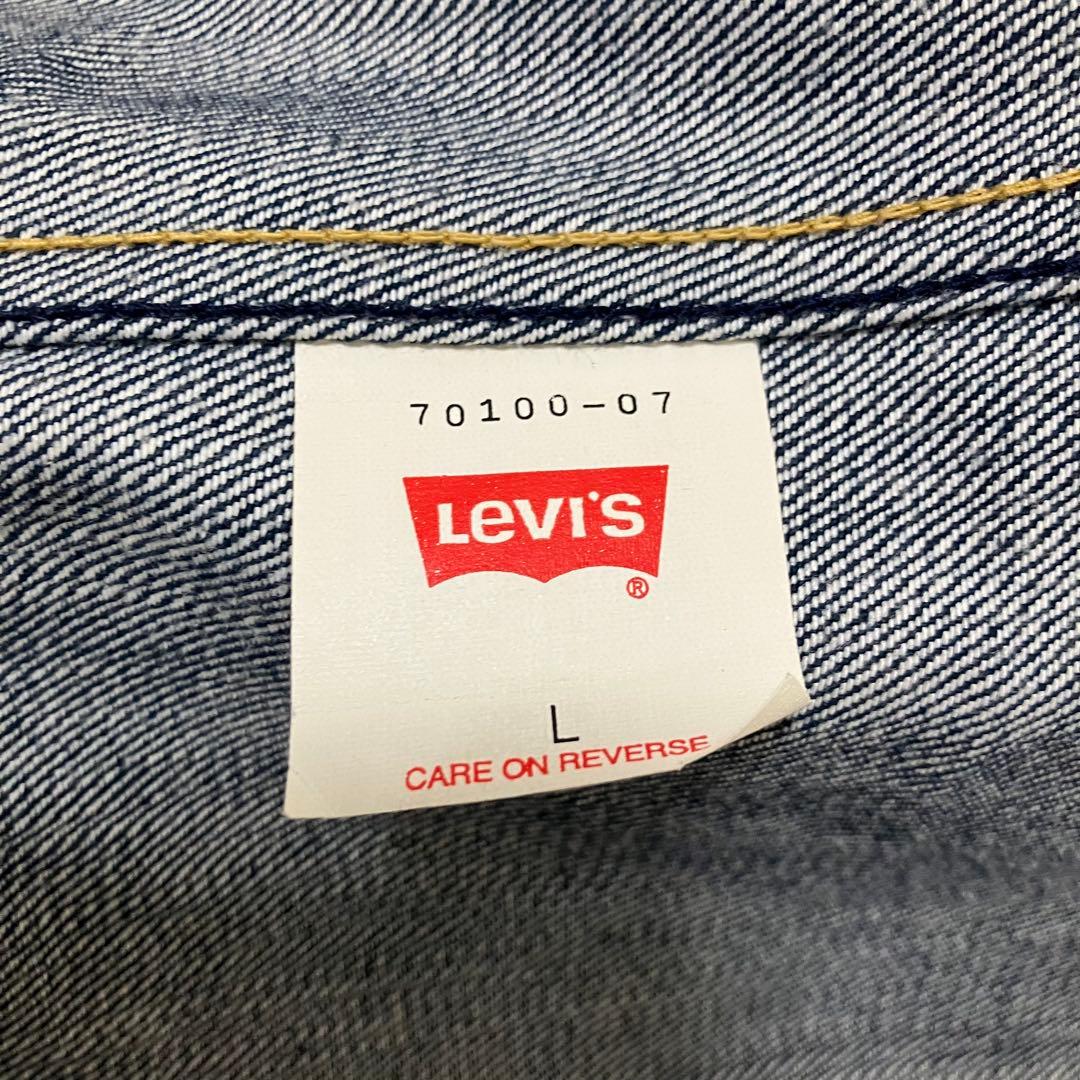 70100-07
LEVI'S
®
L
CARE ON REVERSE